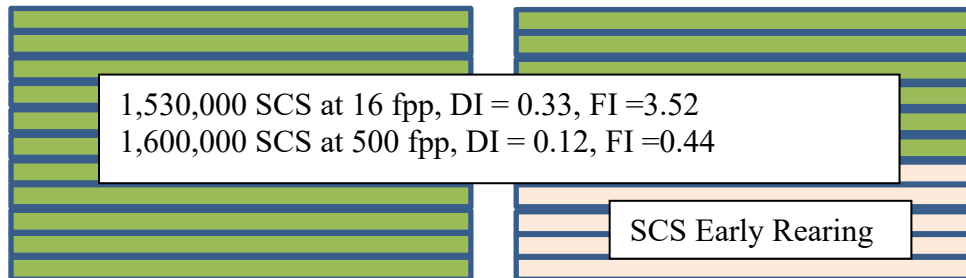 1,530,000 SCS at 16 fpp, DI = 0.33, FI =3.52
1,600,000 SCS at 500 fpp, DI = 0.12, FI =0.44
SCS Early Rearing